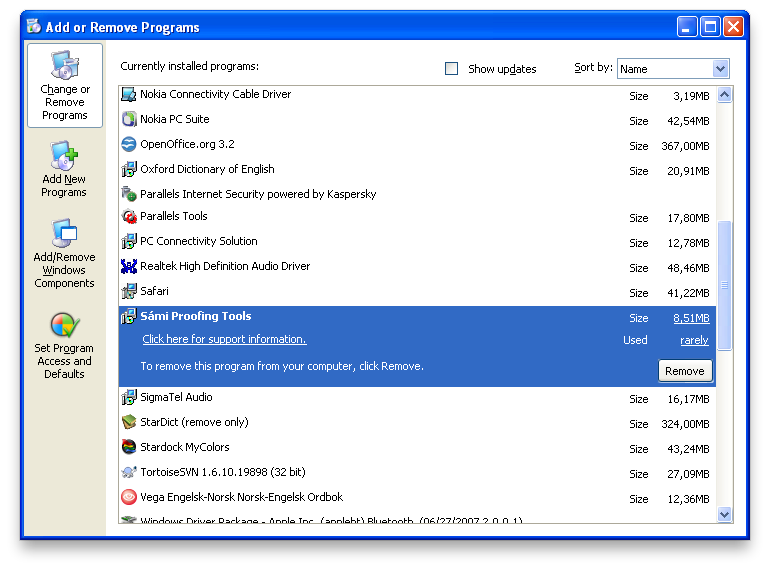 Add or Remove Programs
Change or
Remove
Programs
Add New
Programs
Add/Remove
Windows
Components
Set Program
Access and
Defaults
Currently installed programs:
Show updates
Sort by: Name
Nokia Connectivity Cable Driver Size 3,19MB
Nokia PC Suite Size 42,54MB
OpenOffice.org 3.2 Size 367,00MB
Oxford Dictionary of English Size 20,91MB
Parallels Internet Security powered by Kaspersky
Parallels Tools Size 17,80MB
PC Connectivity Solution Size 12,78MB
Realtek High Definition Audio Driver Size 48,46MB
Safari Size 41,22MB
Sámi Proofing Tools Size 8,51MB
Click here for support information. Used rarely
To remove this program from your computer, click Remove. Remove
SigmaTel Audio Size 16,17MB
StarDict (remove only) Size 324,00MB
Stardock MyColors Size 43,24MB
TortoiseSVN 1.6.10.19898 (32 bit) Size 27,09MB
Vega Engelsk-Norsk Norsk-Engelsk Ordbok Size 12,36MB
Windows Driver Package - Apple Inc. (applebt) Bluetooth (06/27/2007 2.0.0.1)